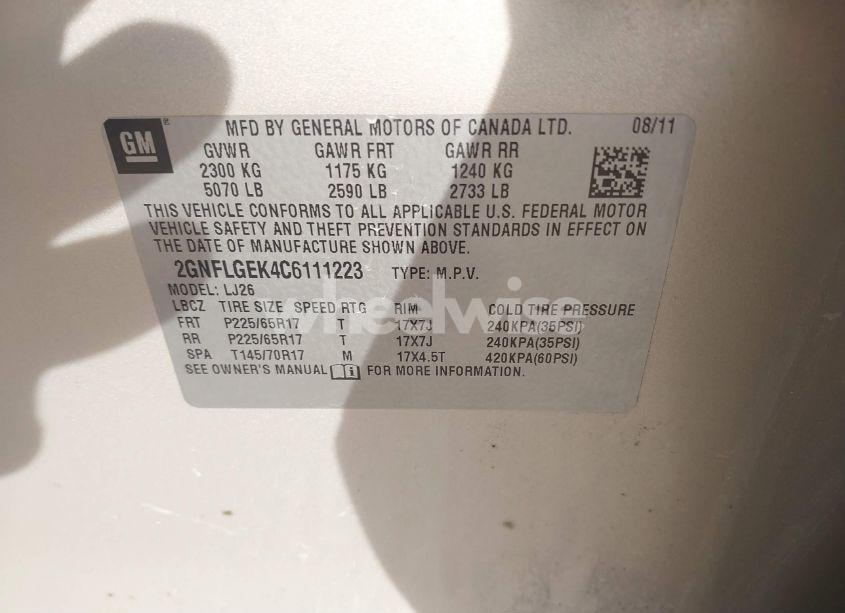 GM
MFD BY GENERAL MOTORS OF CANADA LTD. 08/11
GVWR GAWR FRT GAWR RR
2300 KG 1175 KG 1240 KG
5070 LB 2590 LB 2733 LB
THIS VEHICLE CONFORMS TO ALL APPLICABLE U.S. FEDERAL MOTOR
VEHICLE SAFETY AND THEFT PREVENTION STANDARDS IN EFFECT ON
THE DATE OF MANUFACTURE SHOWN ABOVE.
2GNFLGEK4C6111223 TYPE: M.P.V.
MODEL: LJ26
LBCZ TIRE SIZE SPEED RTG RIM COLD TIRE PRESSURE
FRT P225/65R17 T 17X7J 240KPA(35PSI)
RR P225/65R17 T 17X7J 240KPA(35PSI)
SPA T145/70R17 M 17X4.5T 420KPA(60PSI)
SEE OWNER'S MANUAL FOR MORE INFORMATION.
wheelwise